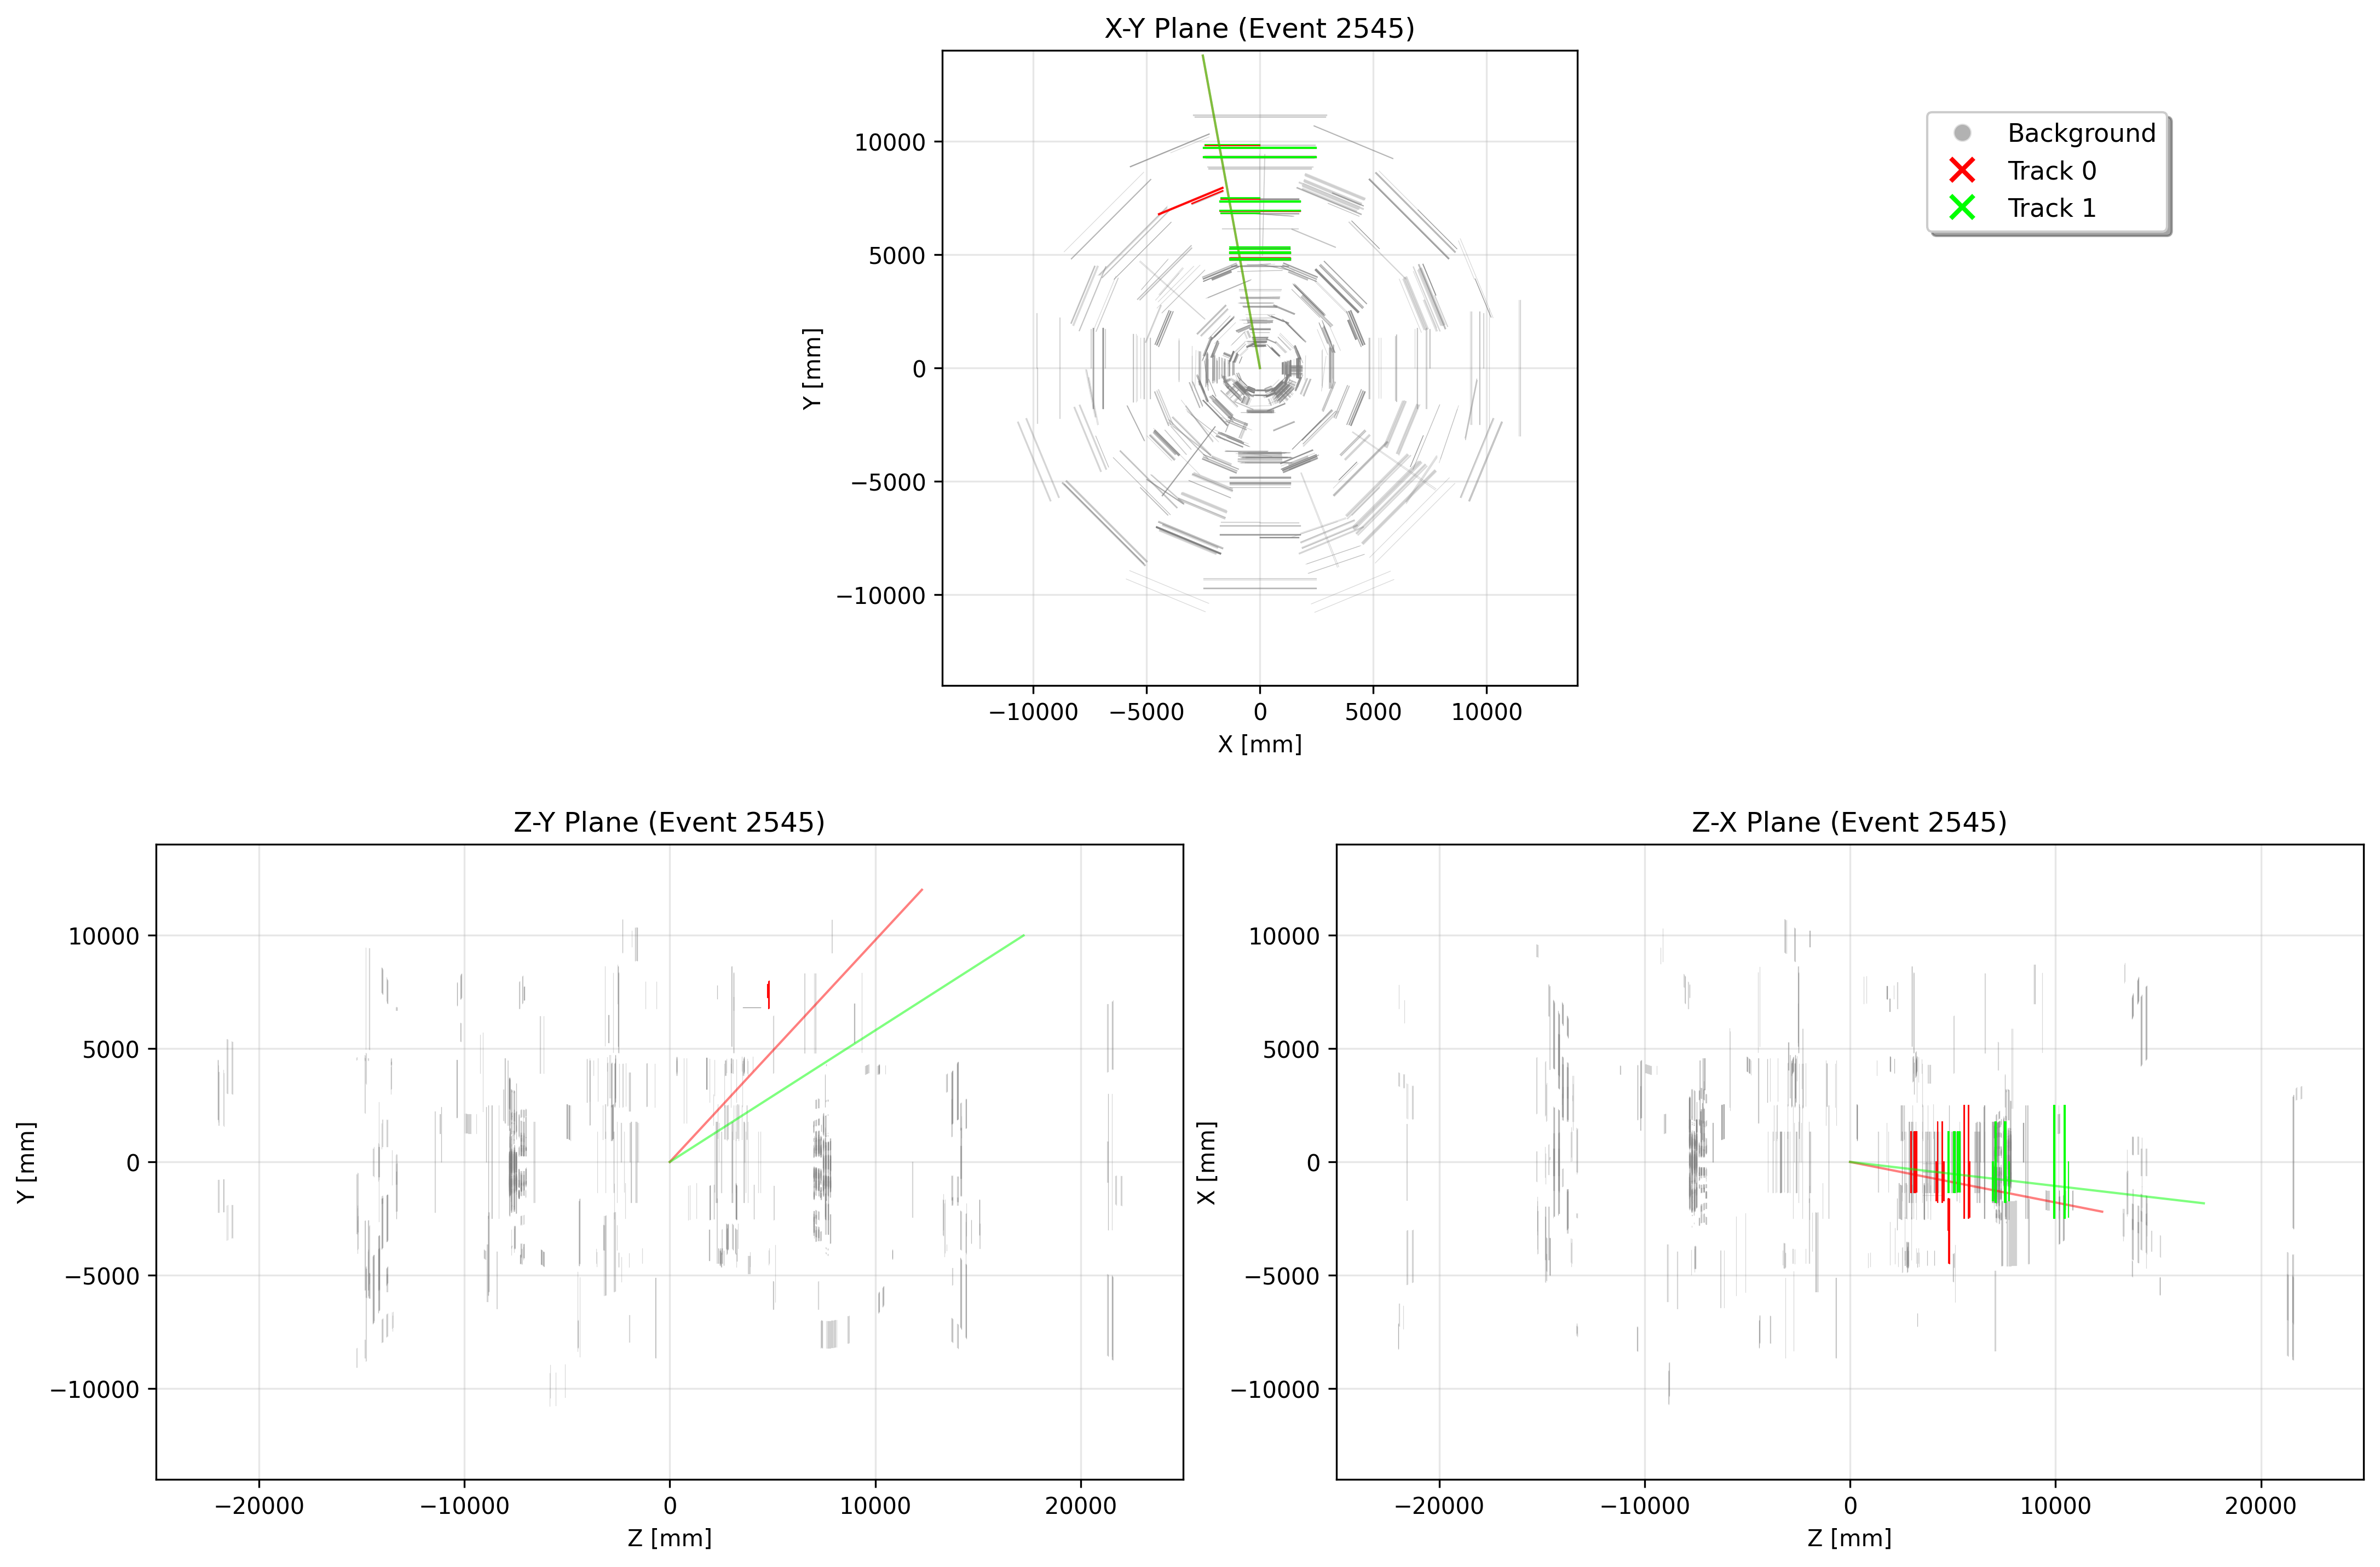 X-Y Plane (Event 2545)
10000
5000
0
−5000
−10000
Y [mm]
−10000 −5000 0 5000 10000
X [mm]
Background
Track 0
Track 1
Z-Y Plane (Event 2545)
10000
5000
0
−5000
−10000
Y [mm]
−20000 −10000 0 10000 20000
Z [mm]
Z-X Plane (Event 2545)
10000
5000
0
−5000
−10000
X [mm]
−20000 −10000 0 10000 20000
Z [mm]